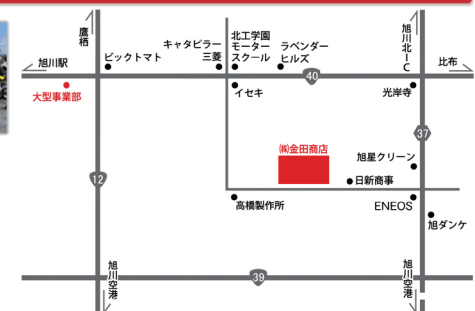 鷹栖
旭川駅
大型事業部
ビックトマト
キャタピラー
三菱
北工学園
モーター
スクール
ラベンダー
ヒルズ
イセキ
40
旭川北IC
比布
光岸寺
37
㈱金田商店
旭星クリーン
日新商事
12
高橋製作所
ENEOS
旭ダンケ
旭川空港
39
旭川空港